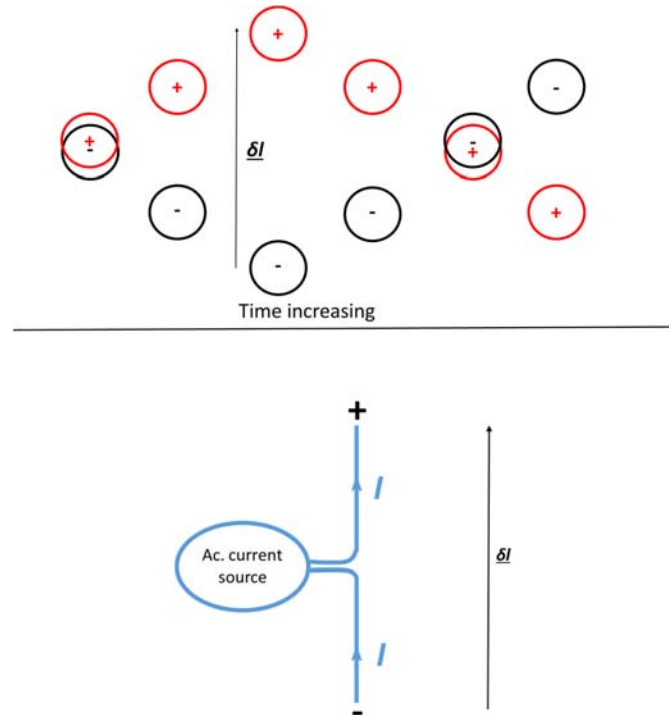 +
+ +
+ - δl - + -
- - +
-
Time increasing
+
I
Ac. current
source
δl
I
-